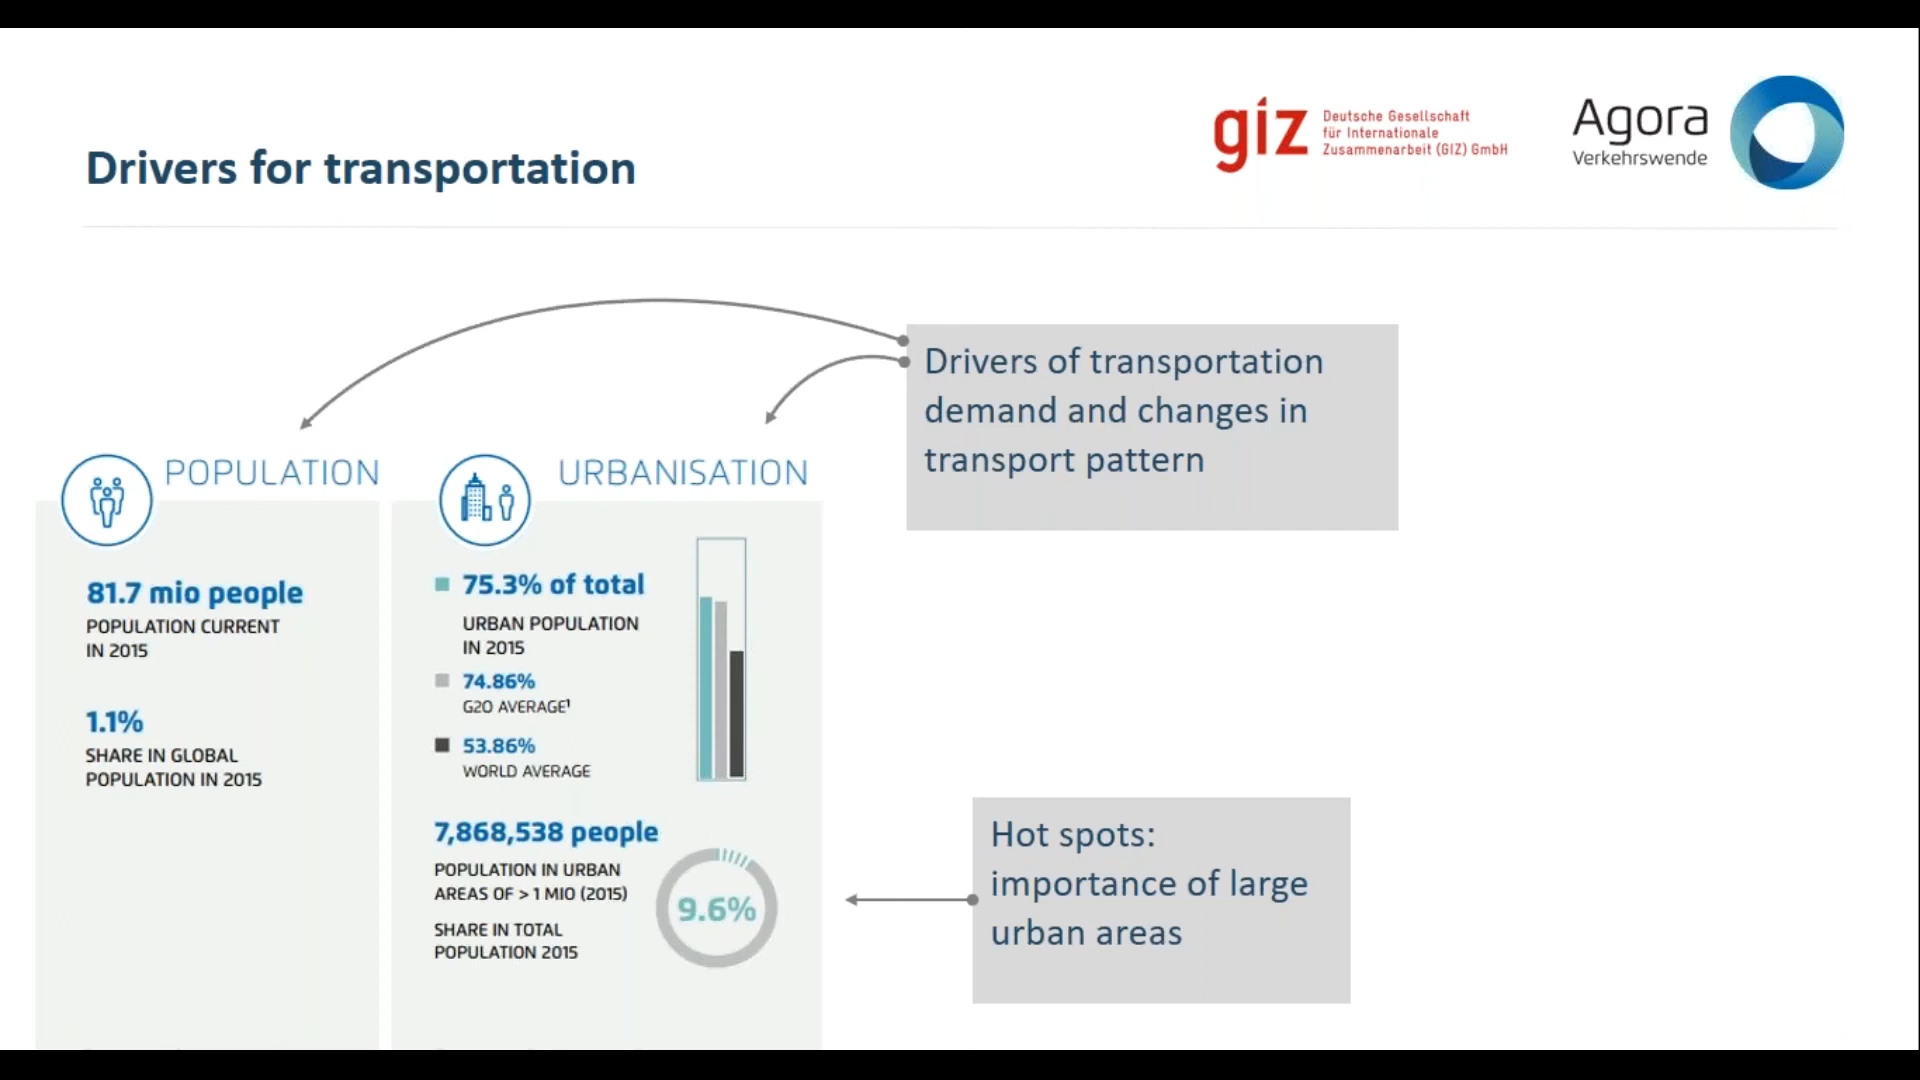 Drivers for transportation
giz
Deutsche Gesellschaft
für Internationale
Zusammenarbeit (GIZ) GmbH
Agora
Verkehrswende
Drivers of transportation
demand and changes in
transport pattern
POPULATION
81.7 mio people
POPULATION CURRENT
IN 2015
1.1%
SHARE IN GLOBAL
POPULATION IN 2015
URBANISATION
75.3% of total
URBAN POPULATION
IN 2015
74.86%
G20 AVERAGE¹
53.86%
WORLD AVERAGE
7,868,538 people
POPULATION IN URBAN
AREAS OF > 1 MIO (2015)
SHARE IN TOTAL
POPULATION 2015
9.6%
Hot spots:
importance of large
urban areas